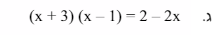 ג. (x + 3) (x – 1) = 2 – 2x